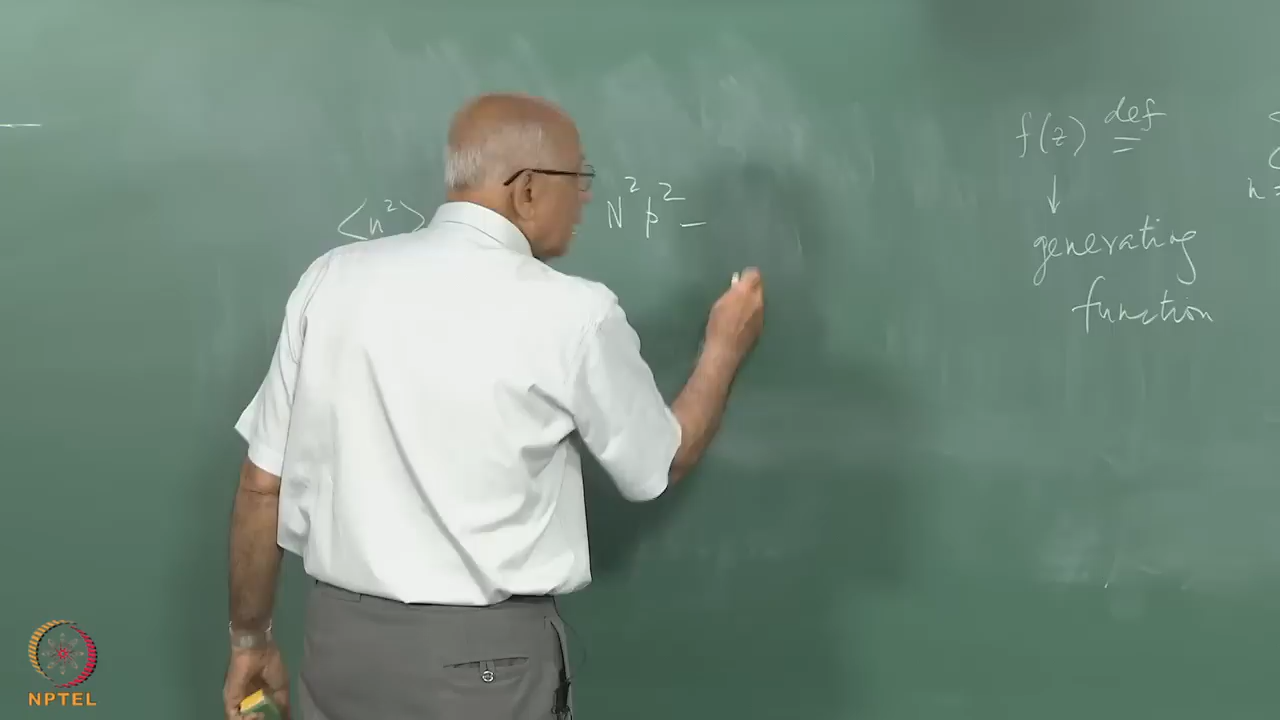 ⟨n²⟩ N²p² –
f(z) def =
generating
function
n =
NPTEL